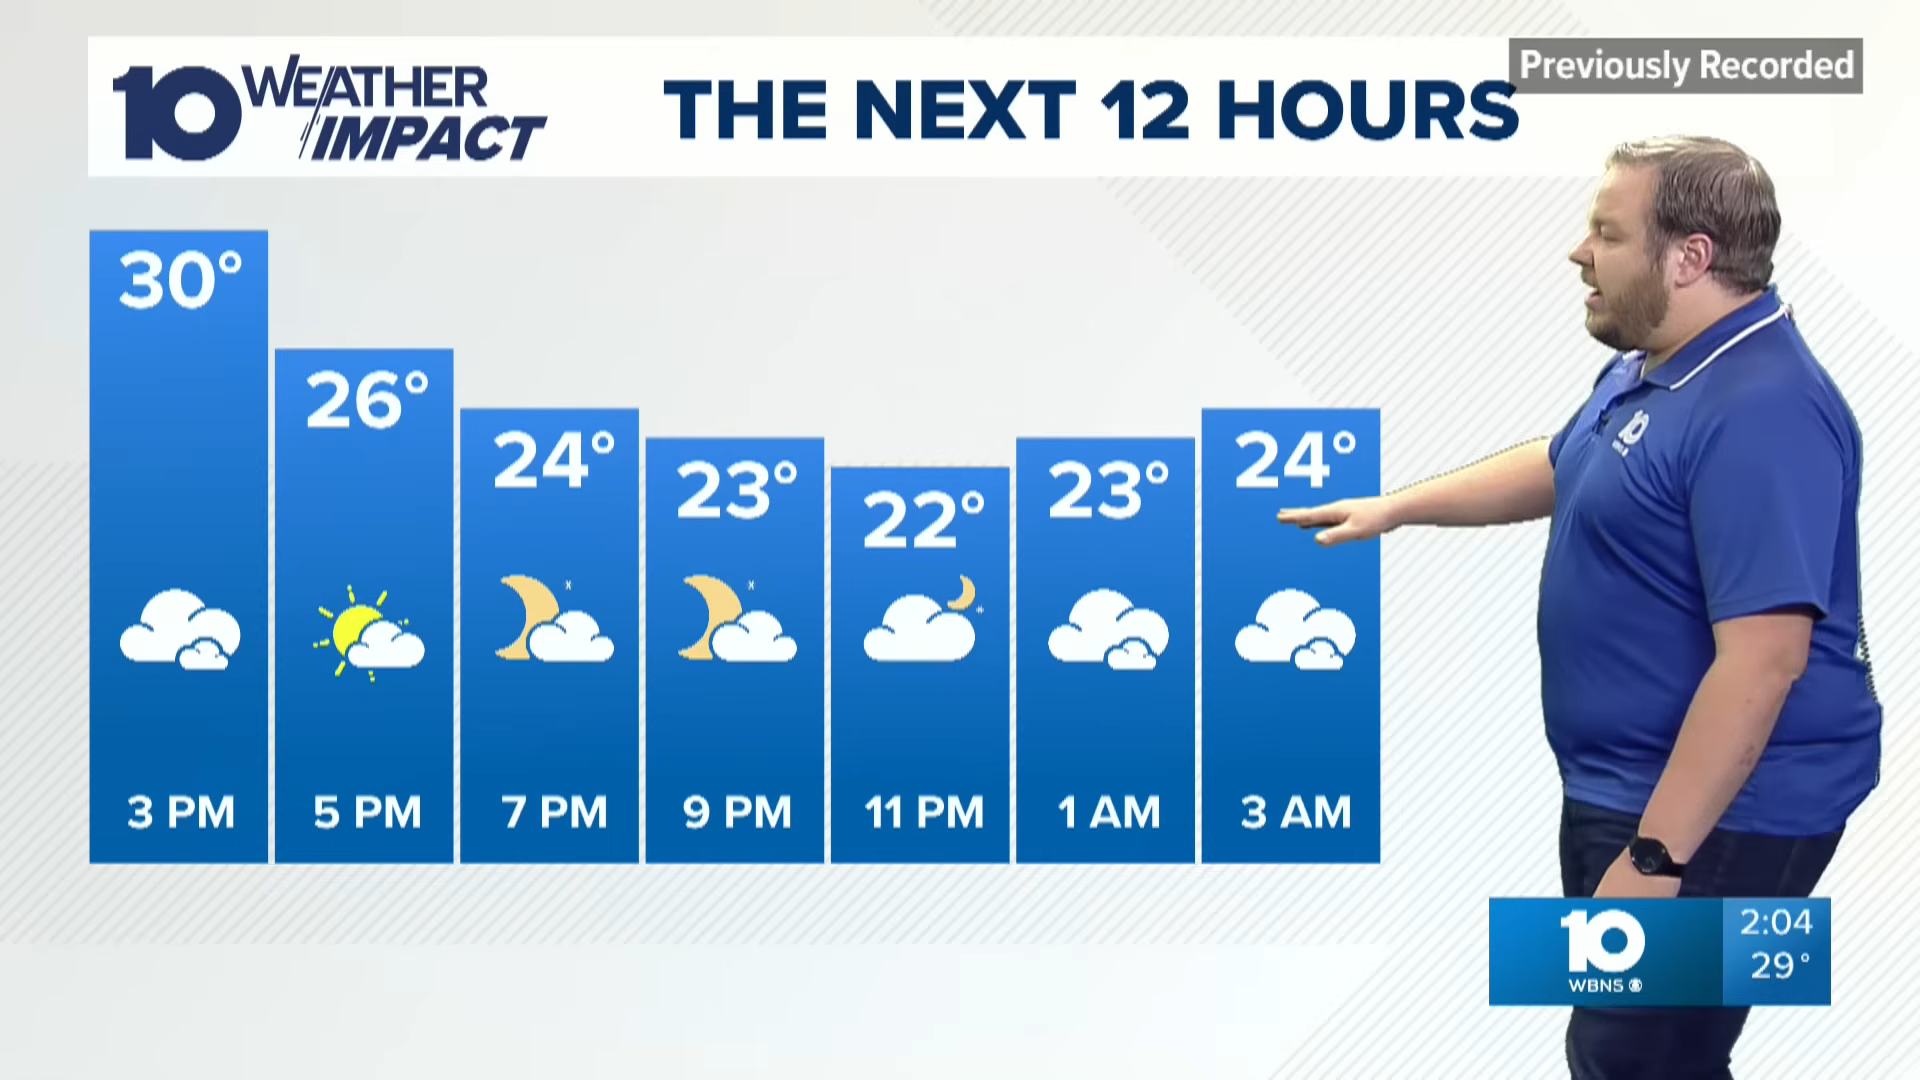 10 WEATHER
IMPACT
THE NEXT 12 HOURS
Previously Recorded
30° 26° 24° 23° 22° 23° 24°
3 PM 5 PM 7 PM 9 PM 11 PM 1 AM 3 AM
10
10
WBNS
2:04
29°